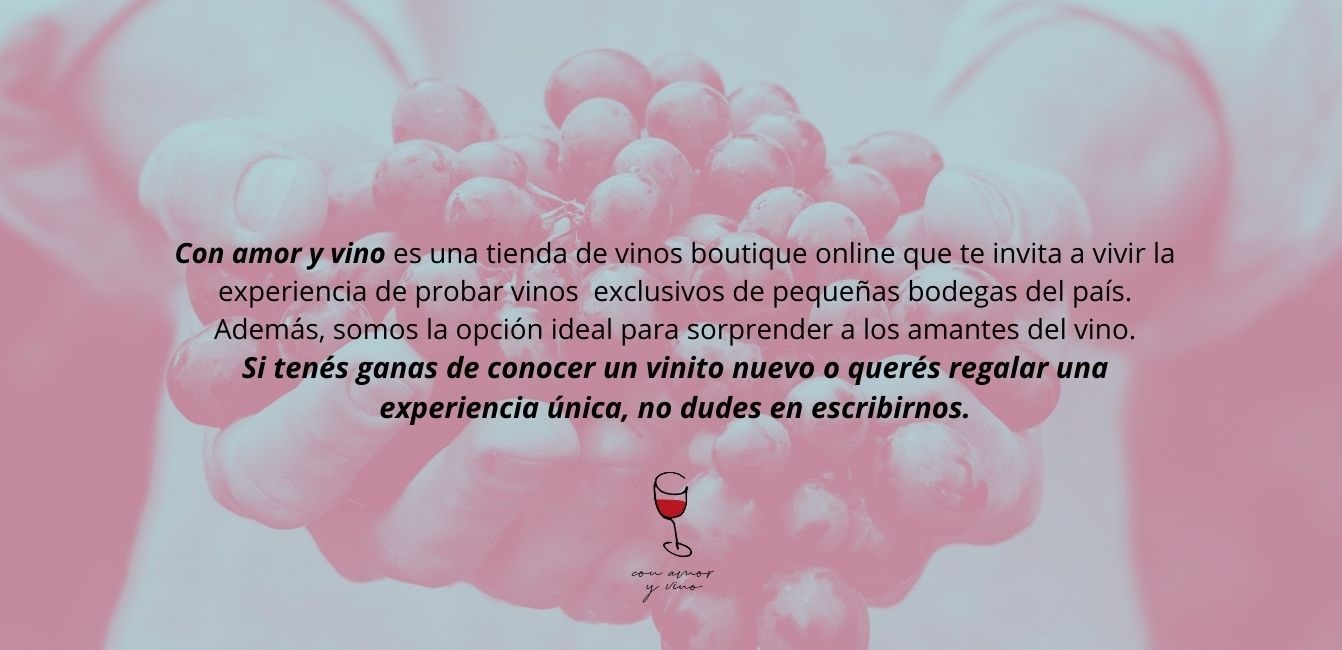 Con amor y vino es una tienda de vinos boutique online que te invita a vivir la
experiencia de probar vinos  exclusivos de pequeñas bodegas del país.
Además, somos la opción ideal para sorprender a los amantes del vino.
Si tenés ganas de conocer un vinito nuevo o querés regalar una
experiencia única, no dudes en escribirnos.
con amor
y vino